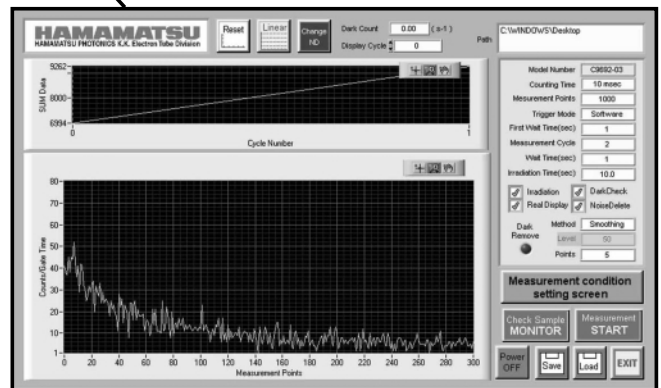 HAMAMATSU
HAMAMATSU PHOTONICS K.K. Electron Tube Division
Reset
Linear
Change
ND
Dark Count 0.00 ( s-1 )
Display Cycle 0
Path
C:\WINDOWS\Desktop
9262
8000
6994
SUM Data
0
1
Cycle Number
Model Number C9692-03
Counting Time 10 msec
Mesurement Points 1000
Trigger Mode Software
First Wait Time(sec) 1
Measurement Cycle 2
Wait Time(sec) 1
Irradiation Time(sec) 10.0
Irradiation DarkCheck
Real Display NoiseDelete
Dark
Remove
Method Smoothing
Level 50
Points 5
80
70
60
50
40
30
20
10
1
Counts/Gate Time
0 20 40 60 80 100 120 140 160 180 200 220 240 260 280 300
Measurement Points
Measurement condition
setting screen
Check Sample
MONITOR
Measurement
START
Power
OFF
Save
Load
EXIT